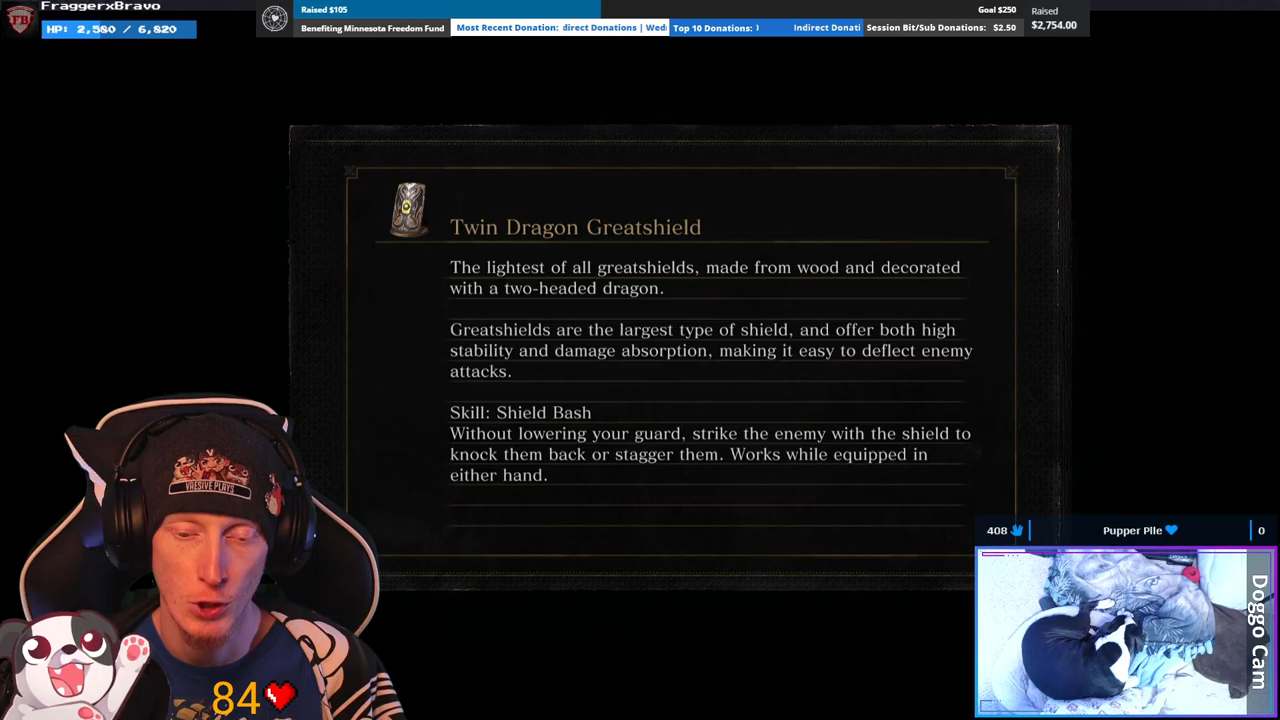 FraggerxBravo
FB
HP: 2,580 / 6,820
Raised $105
Goal $250
Raised
$2,754.00
Benefiting Minnesota Freedom Fund
Most Recent Donation: direct Donations | Wed
Top 10 Donations: )
Indirect Donati
Session Bit/Sub Donations: $2.50
Twin Dragon Greatshield
The lightest of all greatshields, made from wood and decorated
with a two-headed dragon.
Greatshields are the largest type of shield, and offer both high
stability and damage absorption, making it easy to deflect enemy
attacks.
Skill: Shield Bash
Without lowering your guard, strike the enemy with the shield to
knock them back or stagger them. Works while equipped in
either hand.
VRESIVE PLAYS
408
Pupper Pile
0
Doggo Cam
84